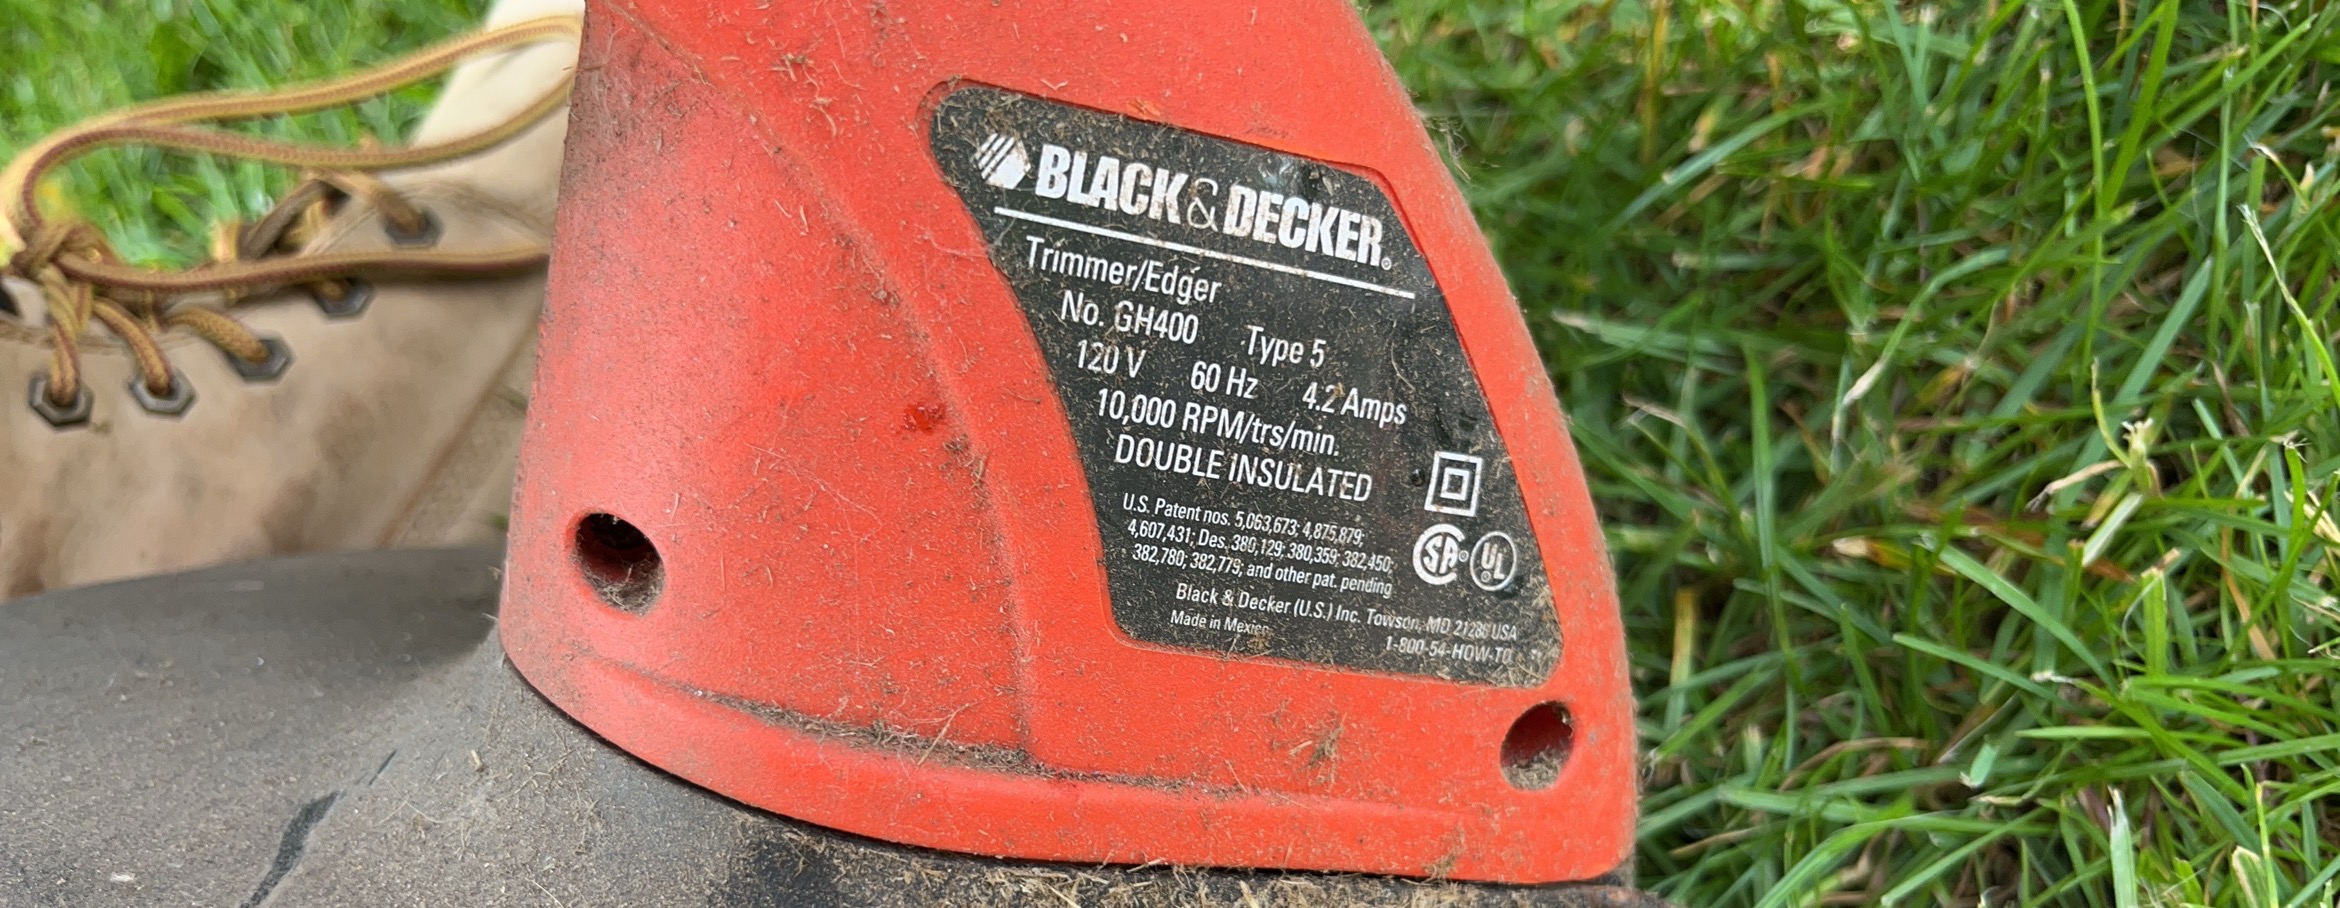 BLACK & DECKER®
Trimmer/Edger
No. GH400 Type 5
120 V 60 Hz 4.2 Amps
10,000 RPM/trs/min.
DOUBLE INSULATED
U.S. Patent nos. 5,063,673; 4,875,879;
4,607,431; Des. 380,129; 380,359; 382,450;
382,780; 382,779; and other pat. pending
SA® UL
Black & Decker (U.S.) Inc. Towson, MD 21286 USA
Made in Mexico 1-800-54-HOW-TO